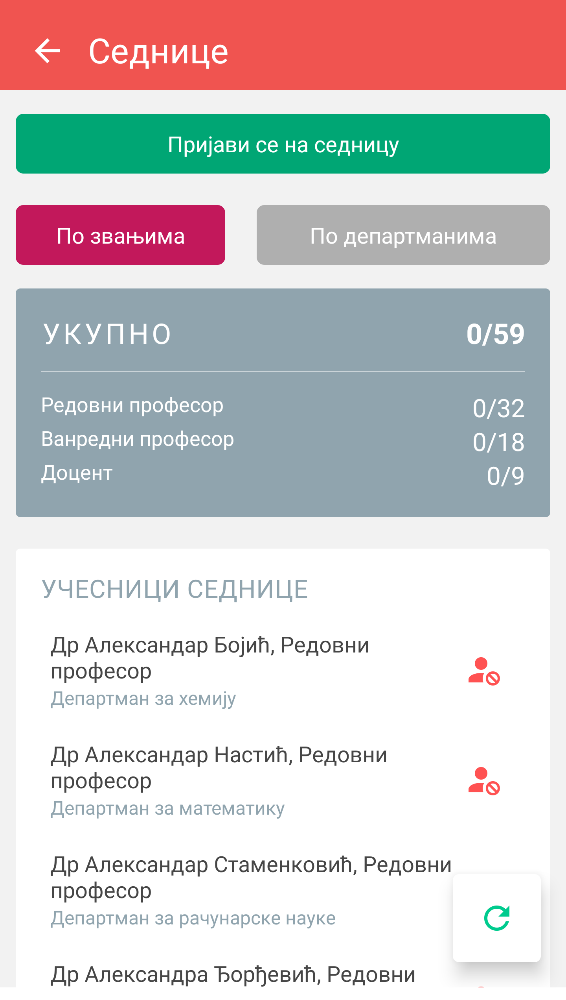 Седнице
Пријави се на седницу
По звањима
По департманима
УКУПНО 0/59
Редовни професор 0/32
Ванредни професор 0/18
Доцент 0/9
УЧЕСНИЦИ СЕДНИЦЕ
Др Александар Бојић, Редовни
професор
Департман за хемију
Др Александар Настић, Редовни
професор
Департман за математику
Др Александар Стаменковић, Редовни
професор
Департман за рачунарске науке
Др Александра Ђорђевић, Редовни